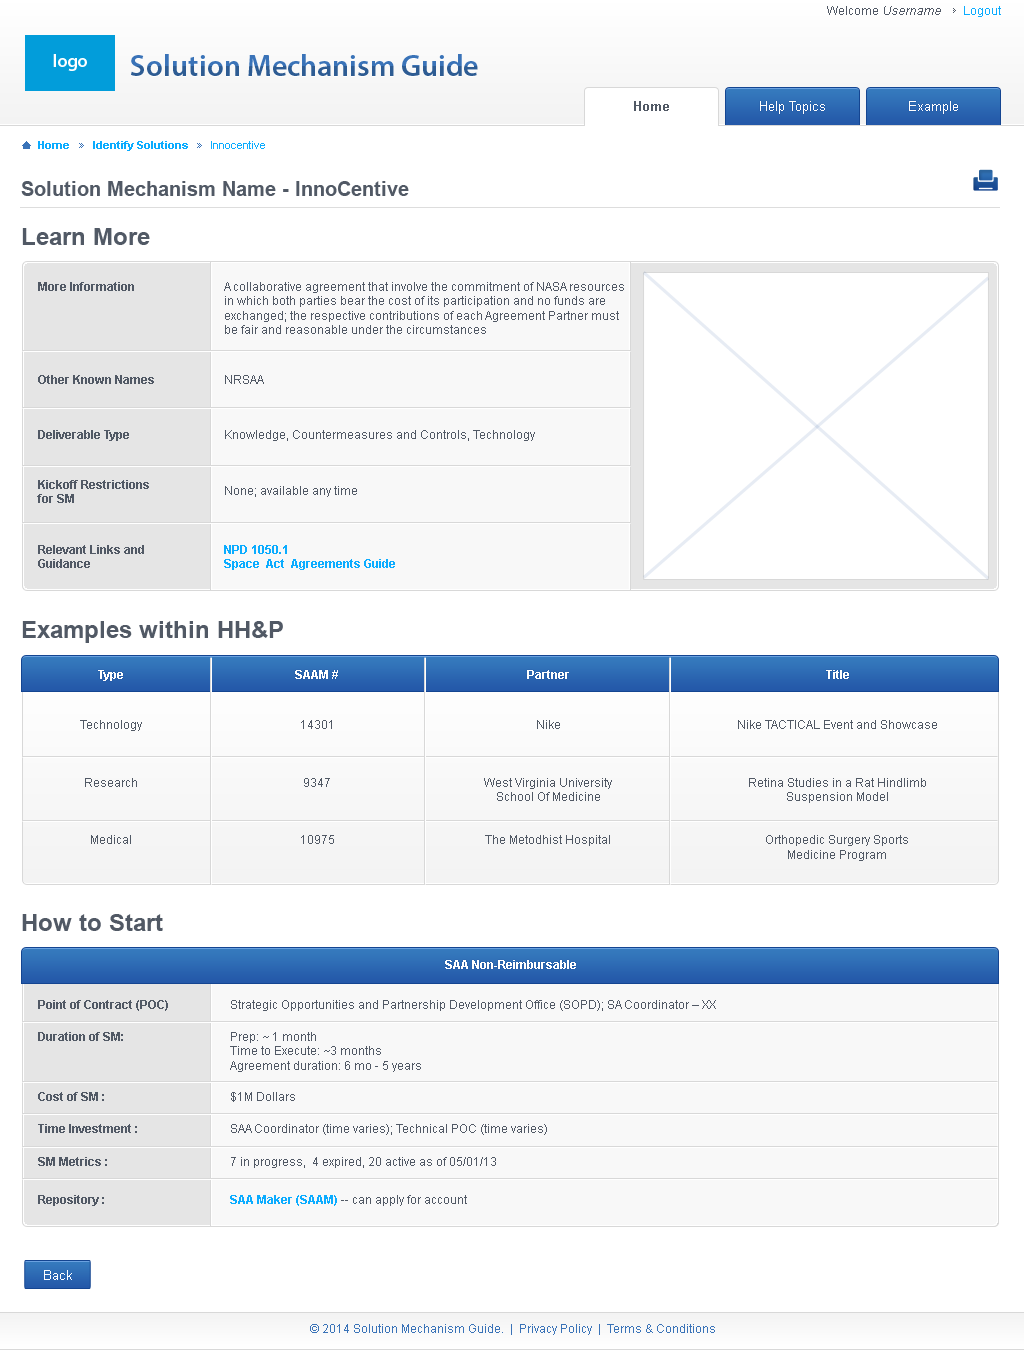 Welcome Username › Logout
logo
Solution Mechanism Guide
Home
Help Topics
Example
Home » Identify Solutions » Innocentive
Solution Mechanism Name - InnoCentive
Learn More
More Information
A collaborative agreement that involve the commitment of NASA resources
in which both parties bear the cost of its participation and no funds are
exchanged; the respective contributions of each Agreement Partner must
be fair and reasonable under the circumstances
Other Known Names
NRSAA
Deliverable Type
Knowledge, Countermeasures and Controls, Technology
Kickoff Restrictions
for SM
None; available any time
Relevant Links and
Guidance
NPD 1050.1
Space Act Agreements Guide
Examples within HH&P
Type SAAM # Partner Title
Technology 14301 Nike Nike TACTICAL Event and Showcase
Research 9347 West Virginia University Retina Studies in a Rat Hindlimb
School Of Medicine Suspension Model
Medical 10975 The Metodhist Hospital Orthopedic Surgery Sports
Medicine Program
How to Start
SAA Non-Reimbursable
Point of Contract (POC) Strategic Opportunities and Partnership Development Office (SOPD); SA Coordinator – XX
Duration of SM: Prep: ~ 1 month
Time to Execute: ~3 months
Agreement duration: 6 mo - 5 years
Cost of SM : $1M Dollars
Time Investment : SAA Coordinator (time varies); Technical POC (time varies)
SM Metrics : 7 in progress, 4 expired, 20 active as of 05/01/13
Repository : SAA Maker (SAAM) -- can apply for account
Back
© 2014 Solution Mechanism Guide. | Privacy Policy | Terms & Conditions